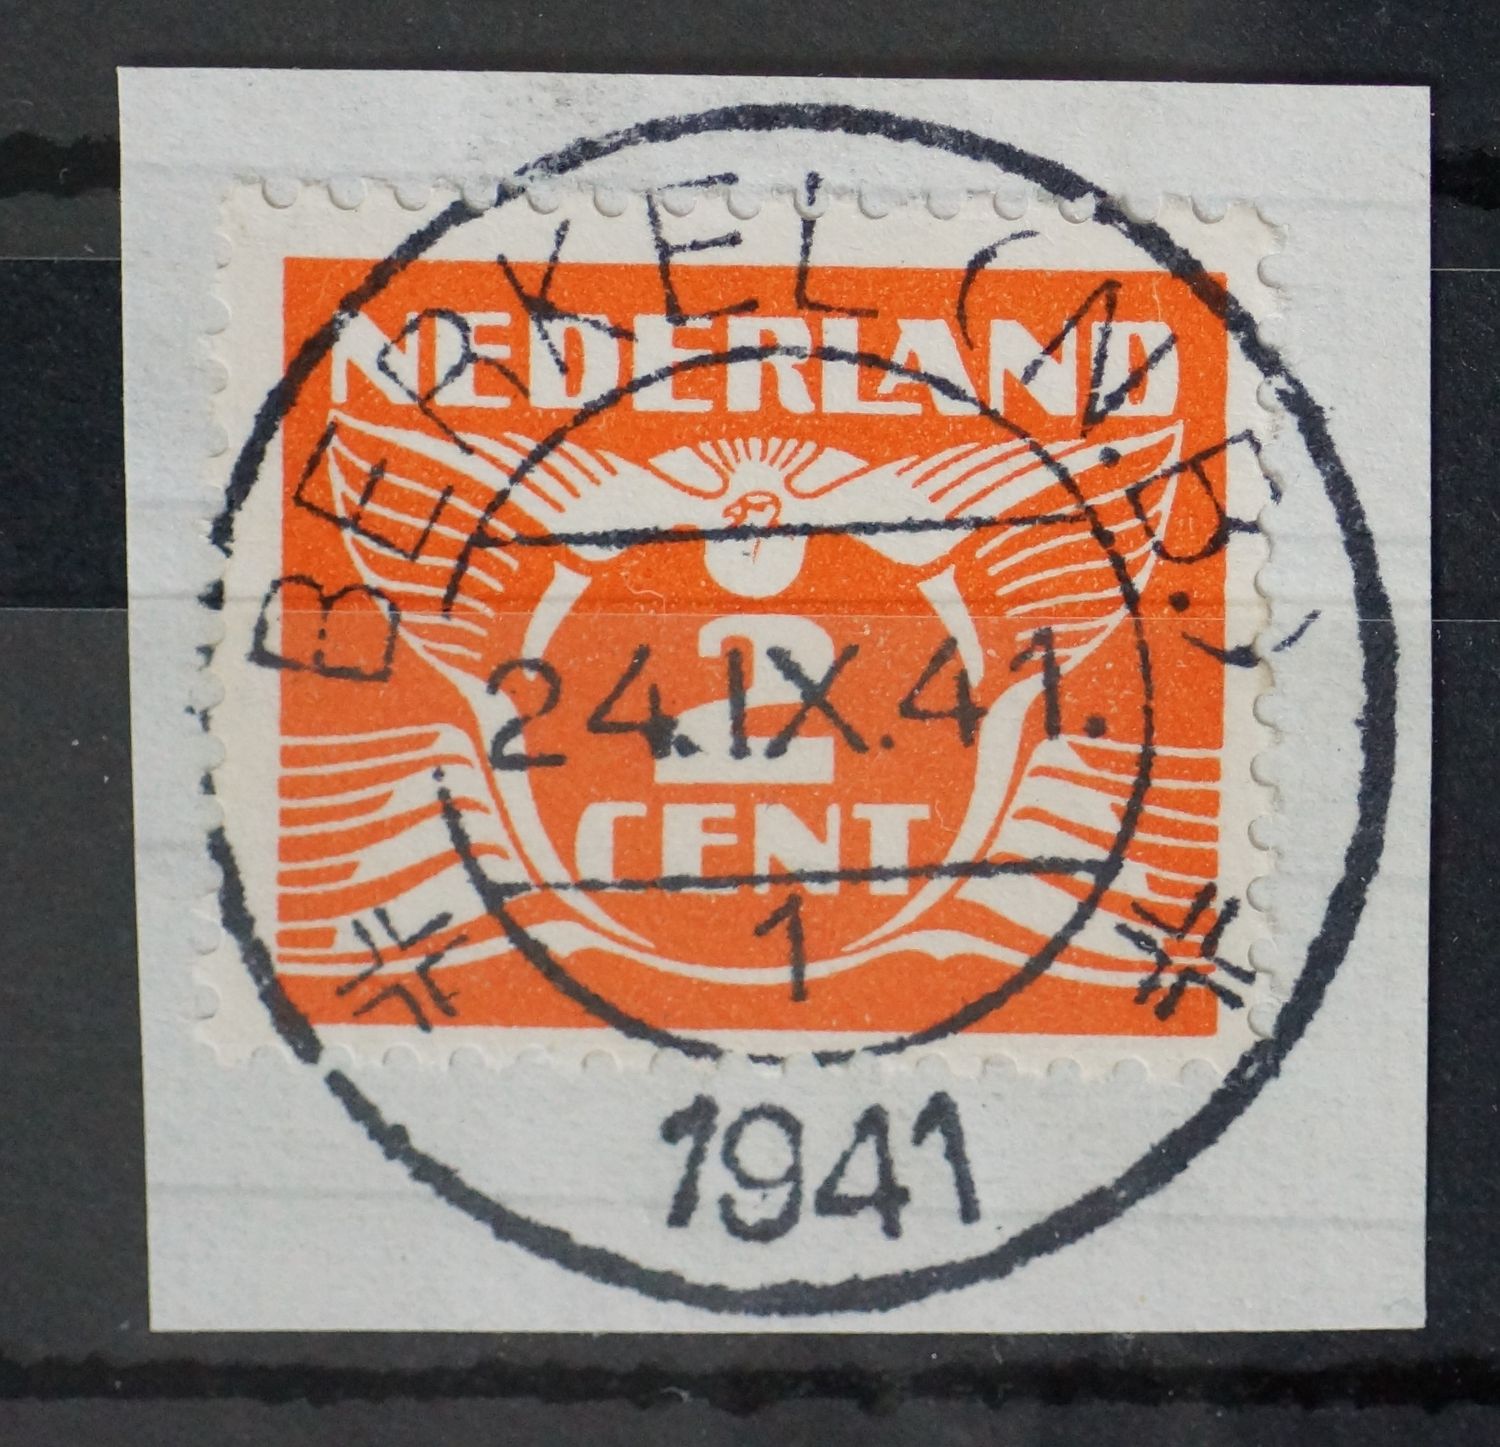 BERKEL (N.B.)
NEDERLAND
2
24.IX.41.
CENT
1
1941